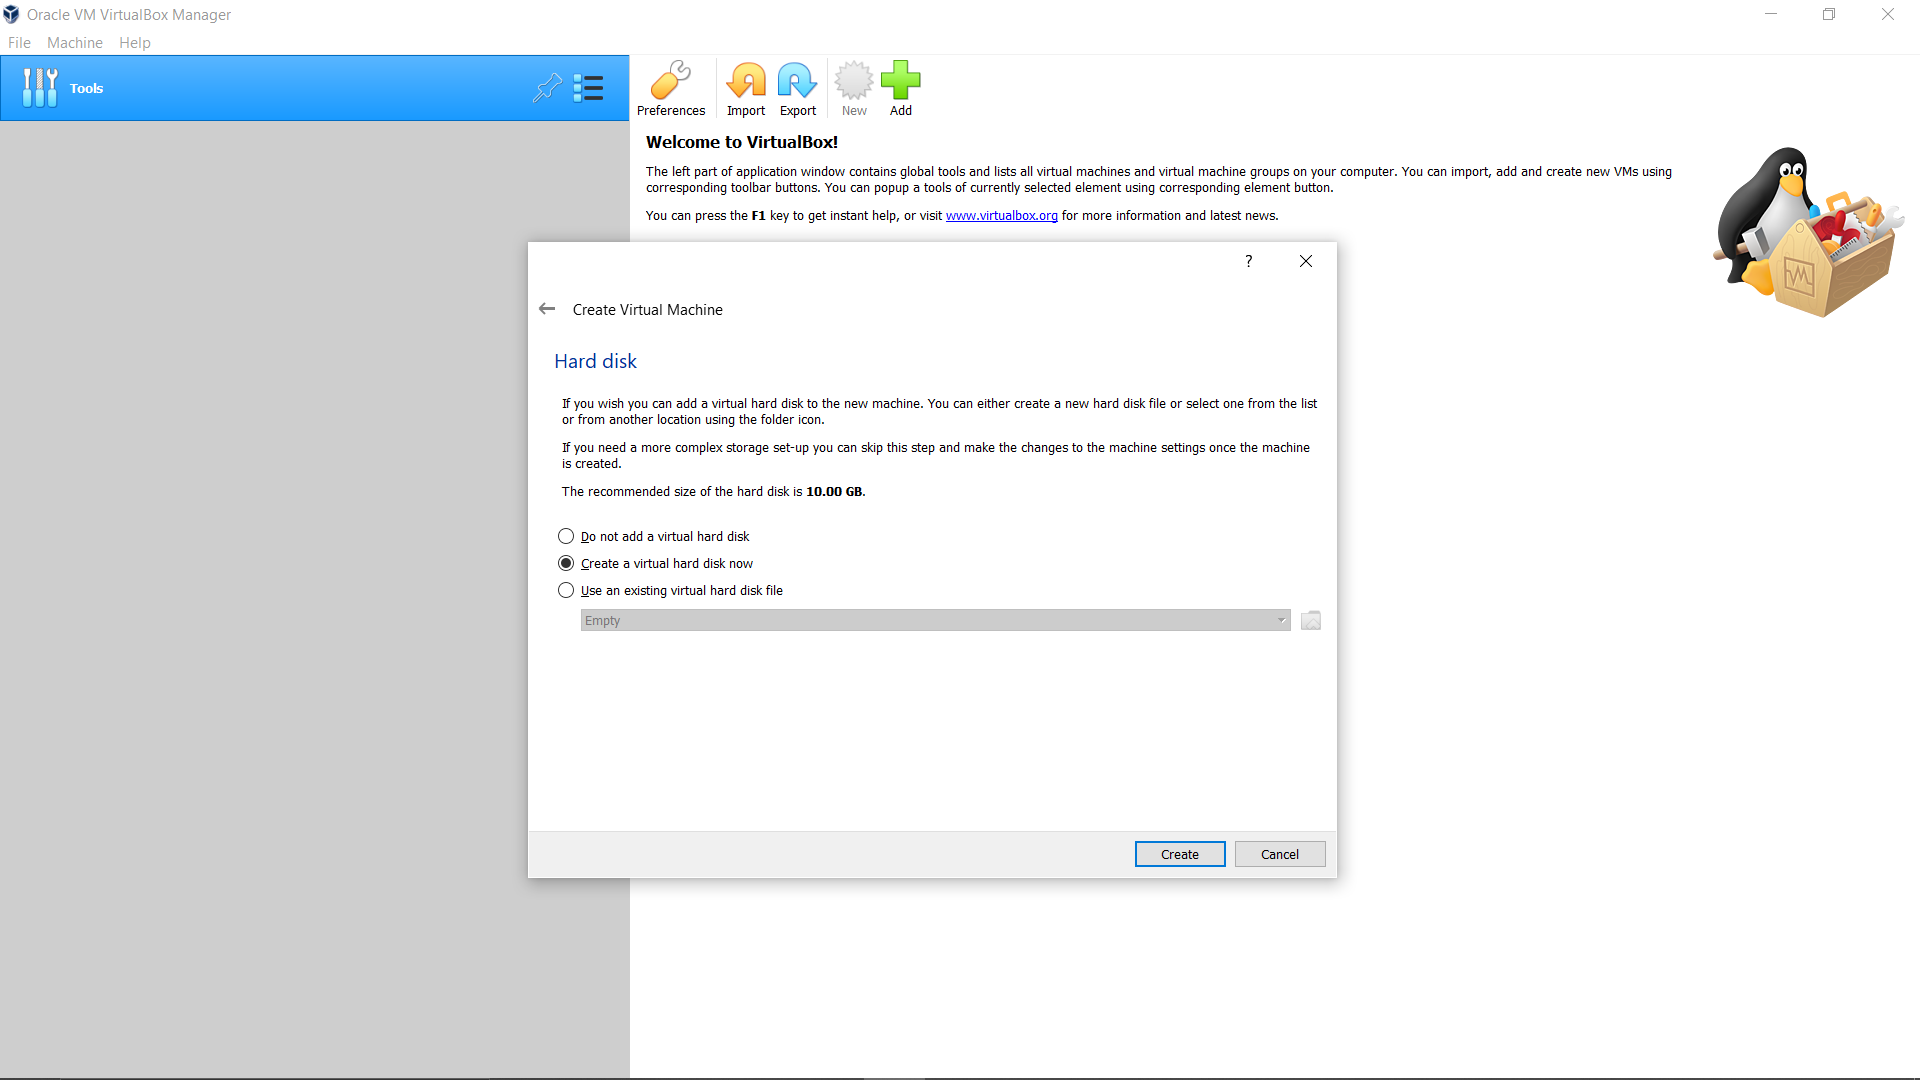 Oracle VM VirtualBox Manager
File Machine Help
Tools
Preferences Import Export New Add
Welcome to VirtualBox!
The left part of application window contains global tools and lists all virtual machines and virtual machine groups on your computer. You can import, add and create new VMs using
corresponding toolbar buttons. You can popup a tools of currently selected element using corresponding element button.
You can press the F1 key to get instant help, or visit www.virtualbox.org for more information and latest news.
?
Create Virtual Machine
Hard disk
If you wish you can add a virtual hard disk to the new machine. You can either create a new hard disk file or select one from the list
or from another location using the folder icon.
If you need a more complex storage set-up you can skip this step and make the changes to the machine settings once the machine
is created.
The recommended size of the hard disk is 10.00 GB.
Do not add a virtual hard disk
Create a virtual hard disk now
Use an existing virtual hard disk file
Empty
Create Cancel